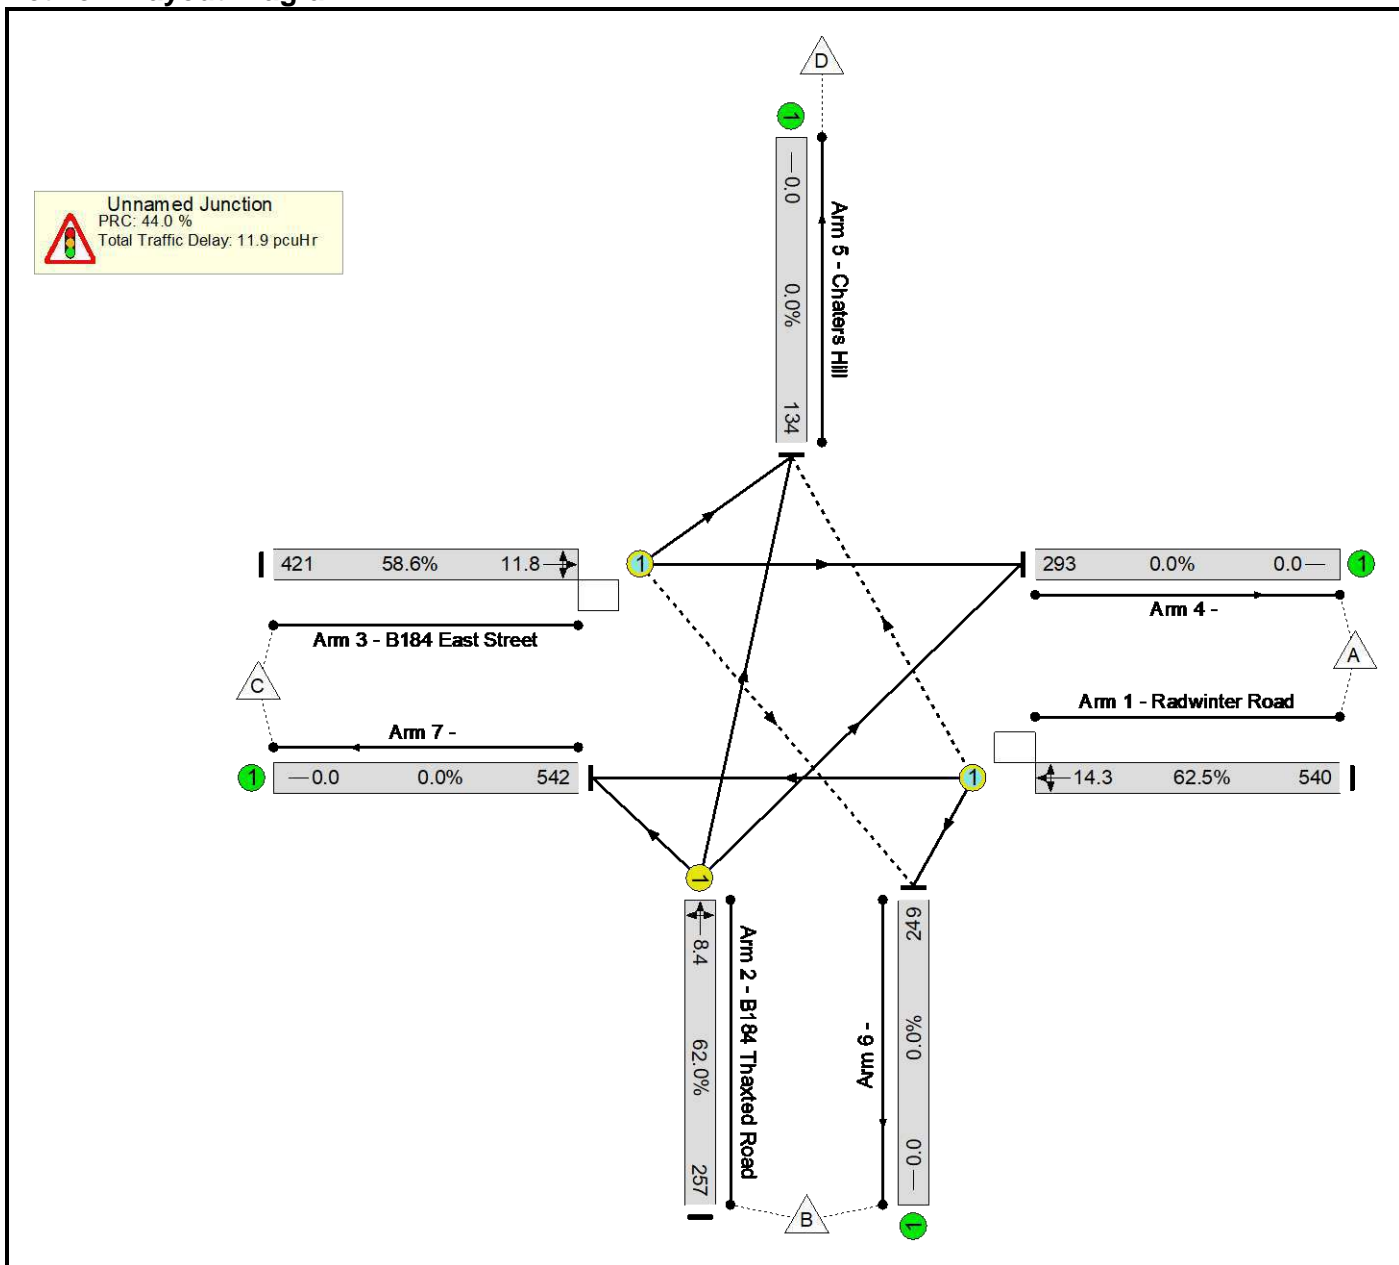 Network Layout Diagram
D
1
Unnamed Junction
PRC: 44.0 %
Total Traffic Delay: 11.9 pcuHr
0.0 0.0% 134
Arm 5 - Chaters Hill
421 58.6% 11.8
1
293 0.0% 0.0
1
Arm 4 -
Arm 3 - B184 East Street
C
A
Arm 1 - Radwinter Road
Arm 7 -
1
0.0 0.0% 542
1
14.3 62.5% 540
1
8.4 62.0% 257
Arm 2 - B184 Thaxted Road
Arm 6 -
249 0.0% 0.0
B
1